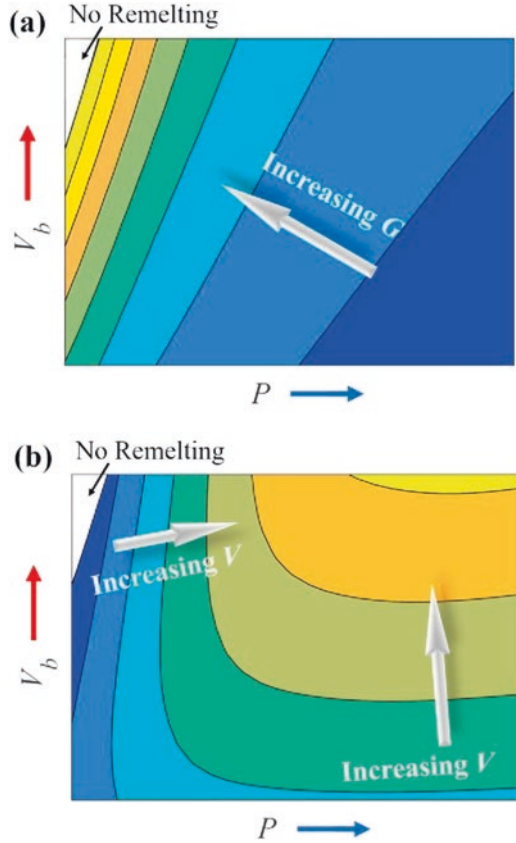 (a) No Remelting
Increasing G
V_b
P
(b) No Remelting
Increasing V
V_b
Increasing V
P